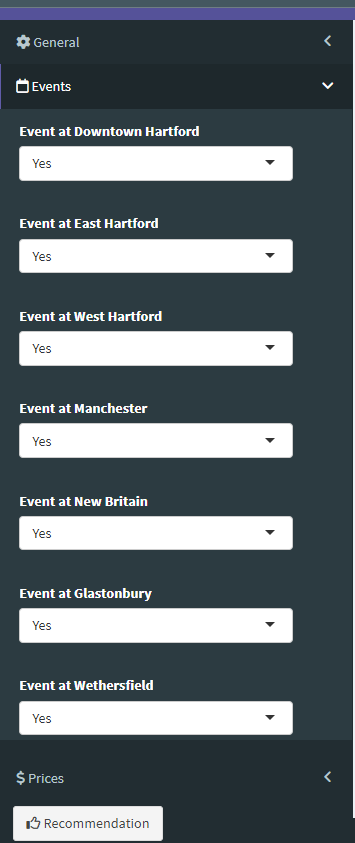 General
Events
Event at Downtown Hartford
Yes
Event at East Hartford
Yes
Event at West Hartford
Yes
Event at Manchester
Yes
Event at New Britain
Yes
Event at Glastonbury
Yes
Event at Wethersfield
Yes
$ Prices
Recommendation